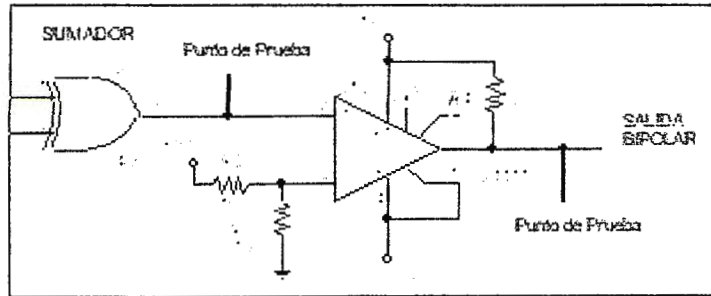 SUMADOR
Punto de Prueba
SALIDA
BIPOLAR
Punto de Prueba